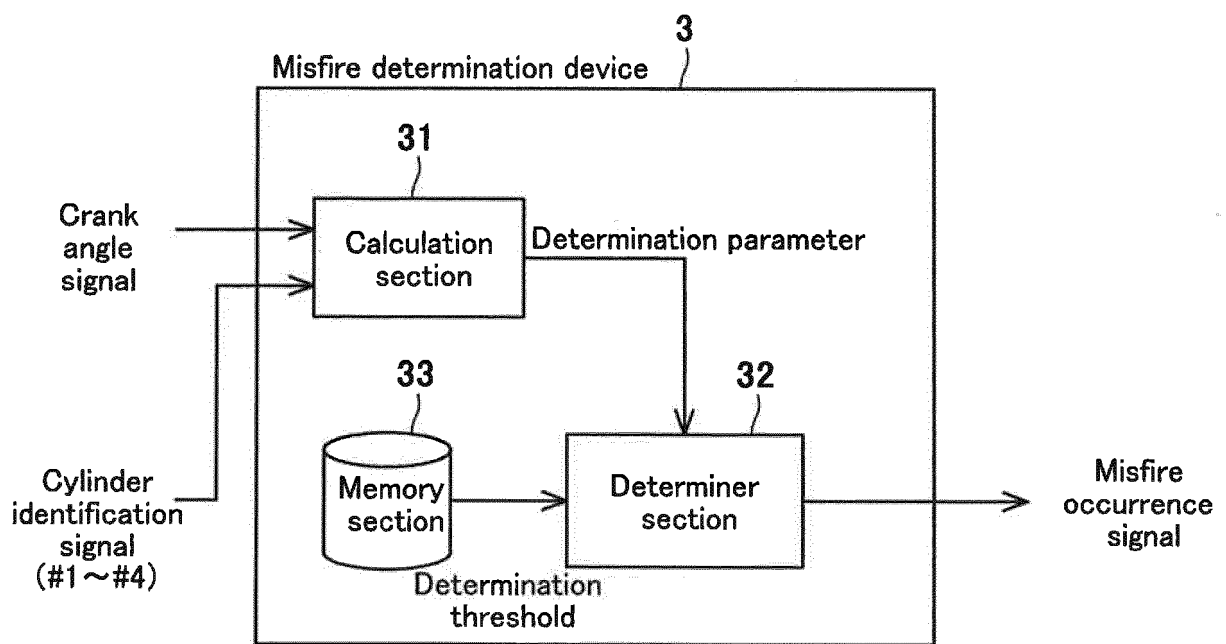 3
Misfire determination device
31
Crank
angle
signal
Calculation
section
Determination parameter
33
32
Cylinder
identification
signal
(#1～#4)
Memory
section
Determiner
section
Misfire
occurrence
signal
Determination
threshold